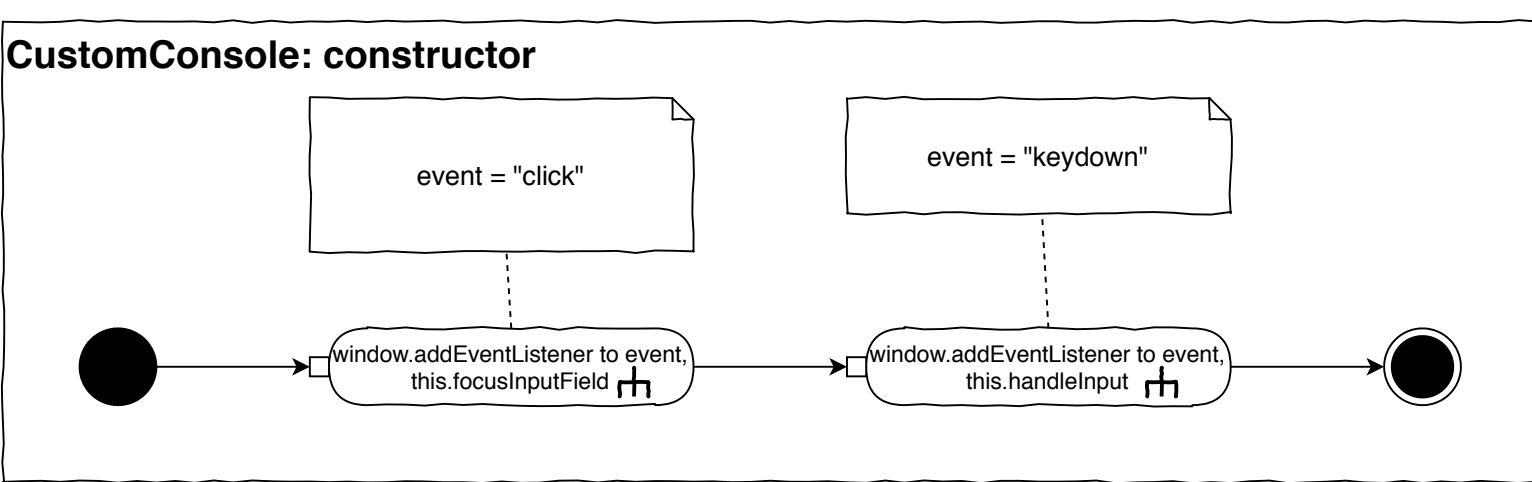 CustomConsole: constructor
event = "click"
event = "keydown"
window.addEventListener to event,
this.focusInputField
window.addEventListener to event,
this.handleInput